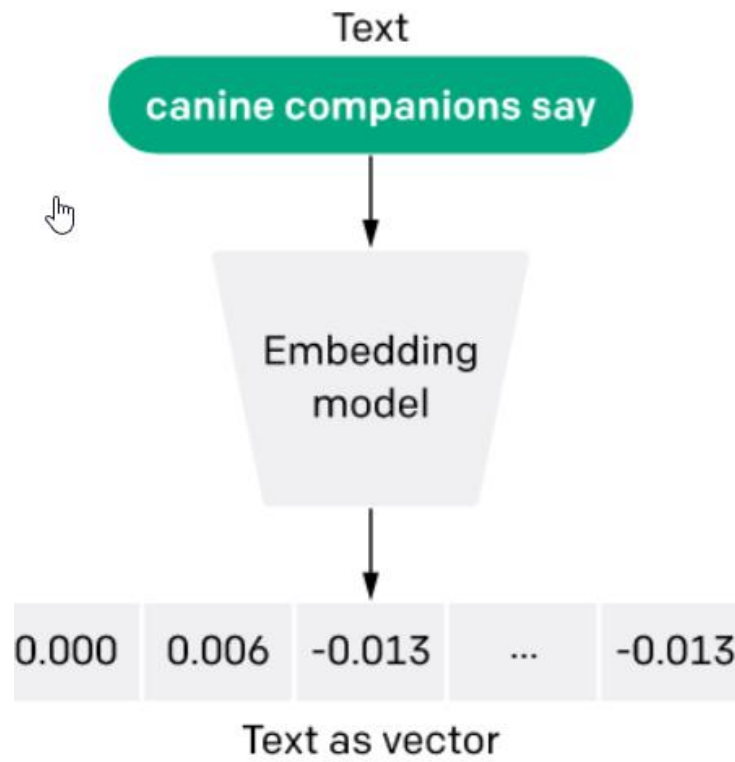 Text
canine companions say
Embedding
model
0.000 0.006 -0.013 ... -0.013
Text as vector